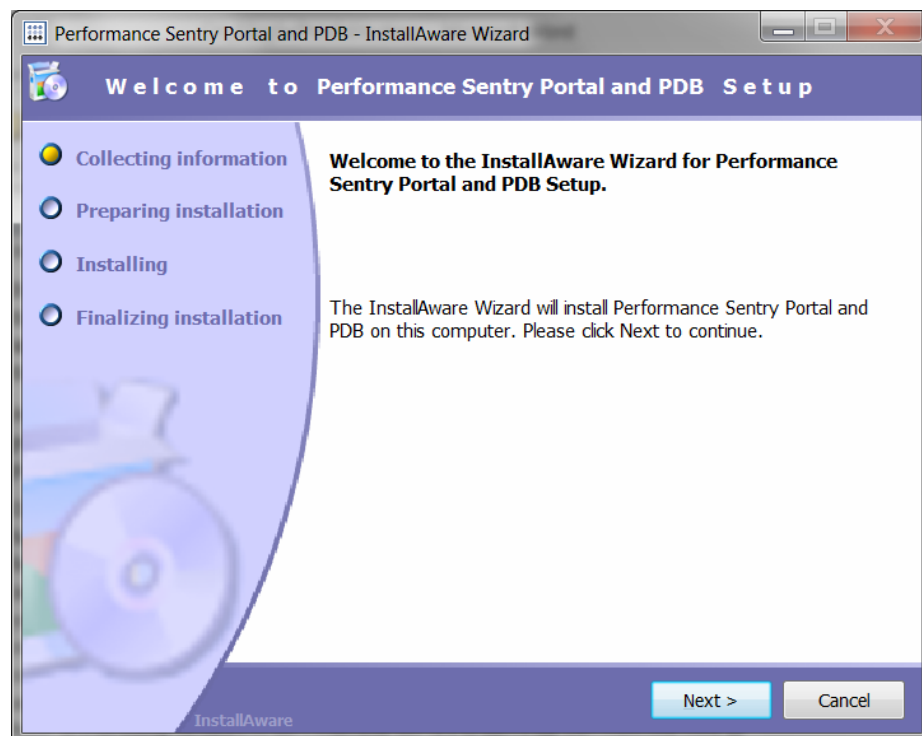 Performance Sentry Portal and PDB - InstallAware Wizard
Welcome to Performance Sentry Portal and PDB Setup
Collecting information
Preparing installation
Installing
Finalizing installation
Welcome to the InstallAware Wizard for Performance
Sentry Portal and PDB Setup.
The InstallAware Wizard will install Performance Sentry Portal and
PDB on this computer. Please click Next to continue.
InstallAware
Next >
Cancel